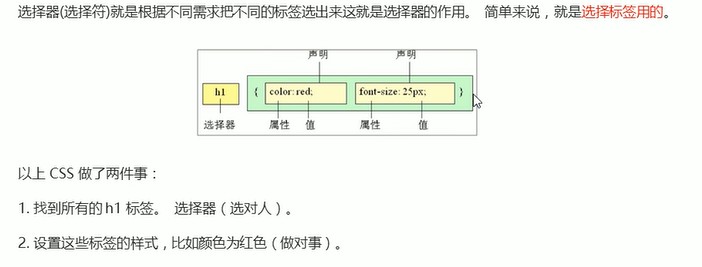 选择器(选择符)就是根据不同需求把不同的标签选出来这就是选择器的作用。 简单来说，就是选择标签用的。
声明 声明
h1 { color: red; font-size: 25px; }
选择器 属性 值 属性 值
以上 CSS 做了两件事：
1. 找到所有的 h1 标签。 选择器（选对人）。
2. 设置这些标签的样式，比如颜色为红色（做对事）。